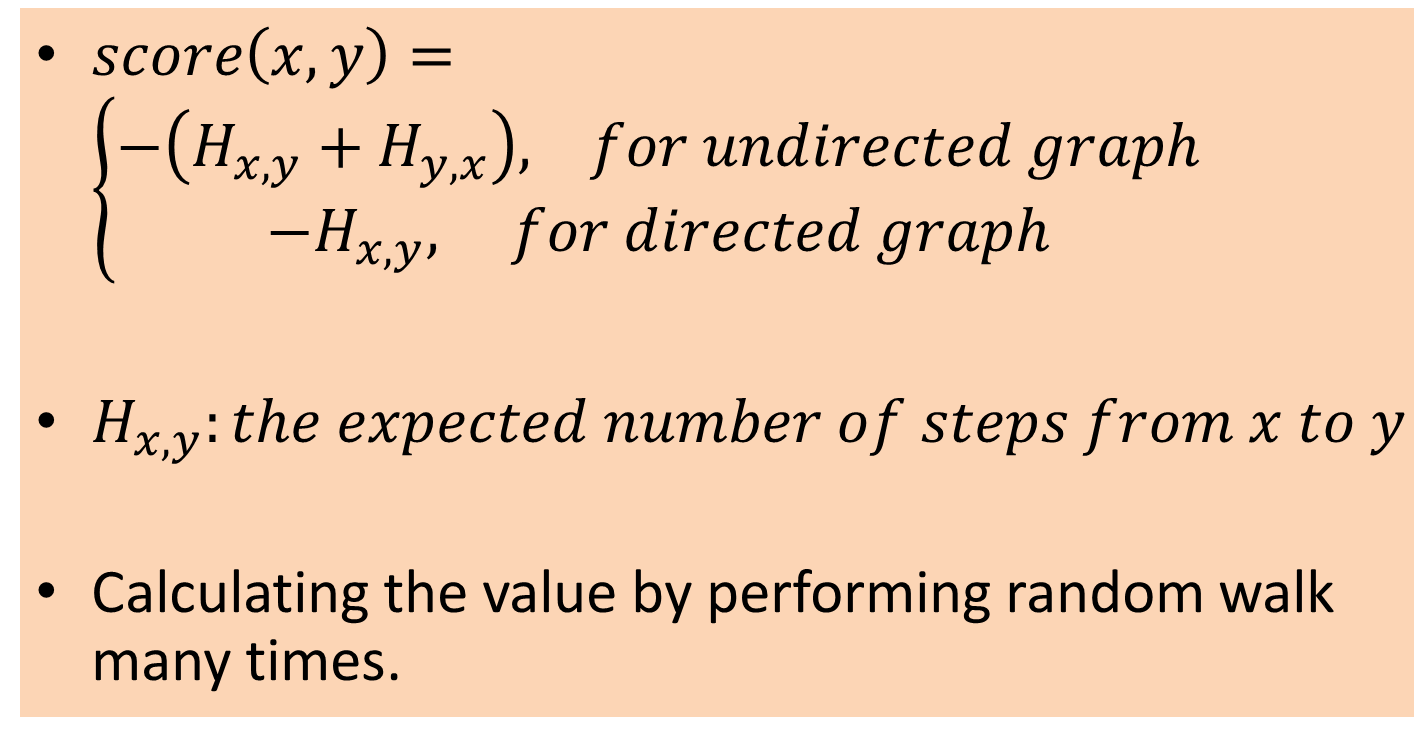 • score(x, y) =
{−(H_{x,y} + H_{y,x}), for undirected graph
−H_{x,y}, for directed graph
• H_{x,y}: the expected number of steps from x to y
• Calculating the value by performing random walk
many times.